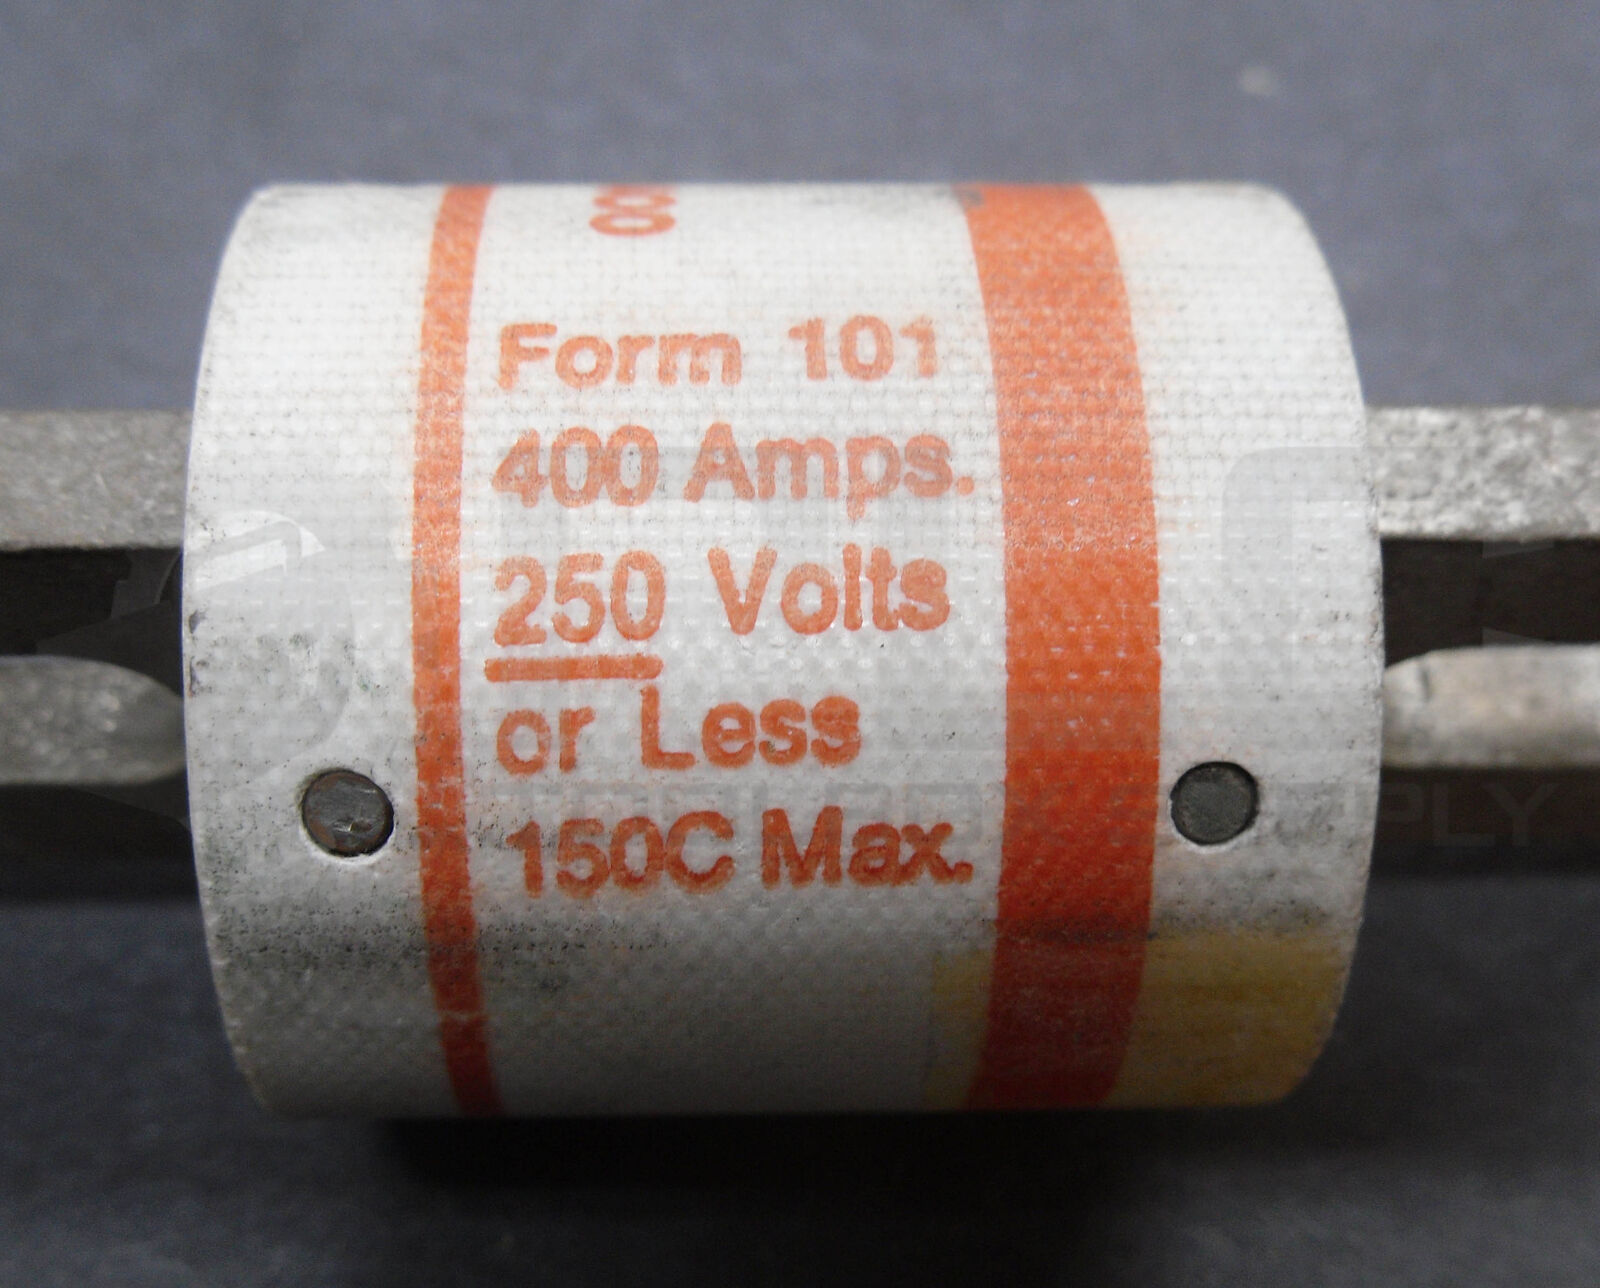 Form 101
400 Amps.
250 Volts
or Less
150C Max.